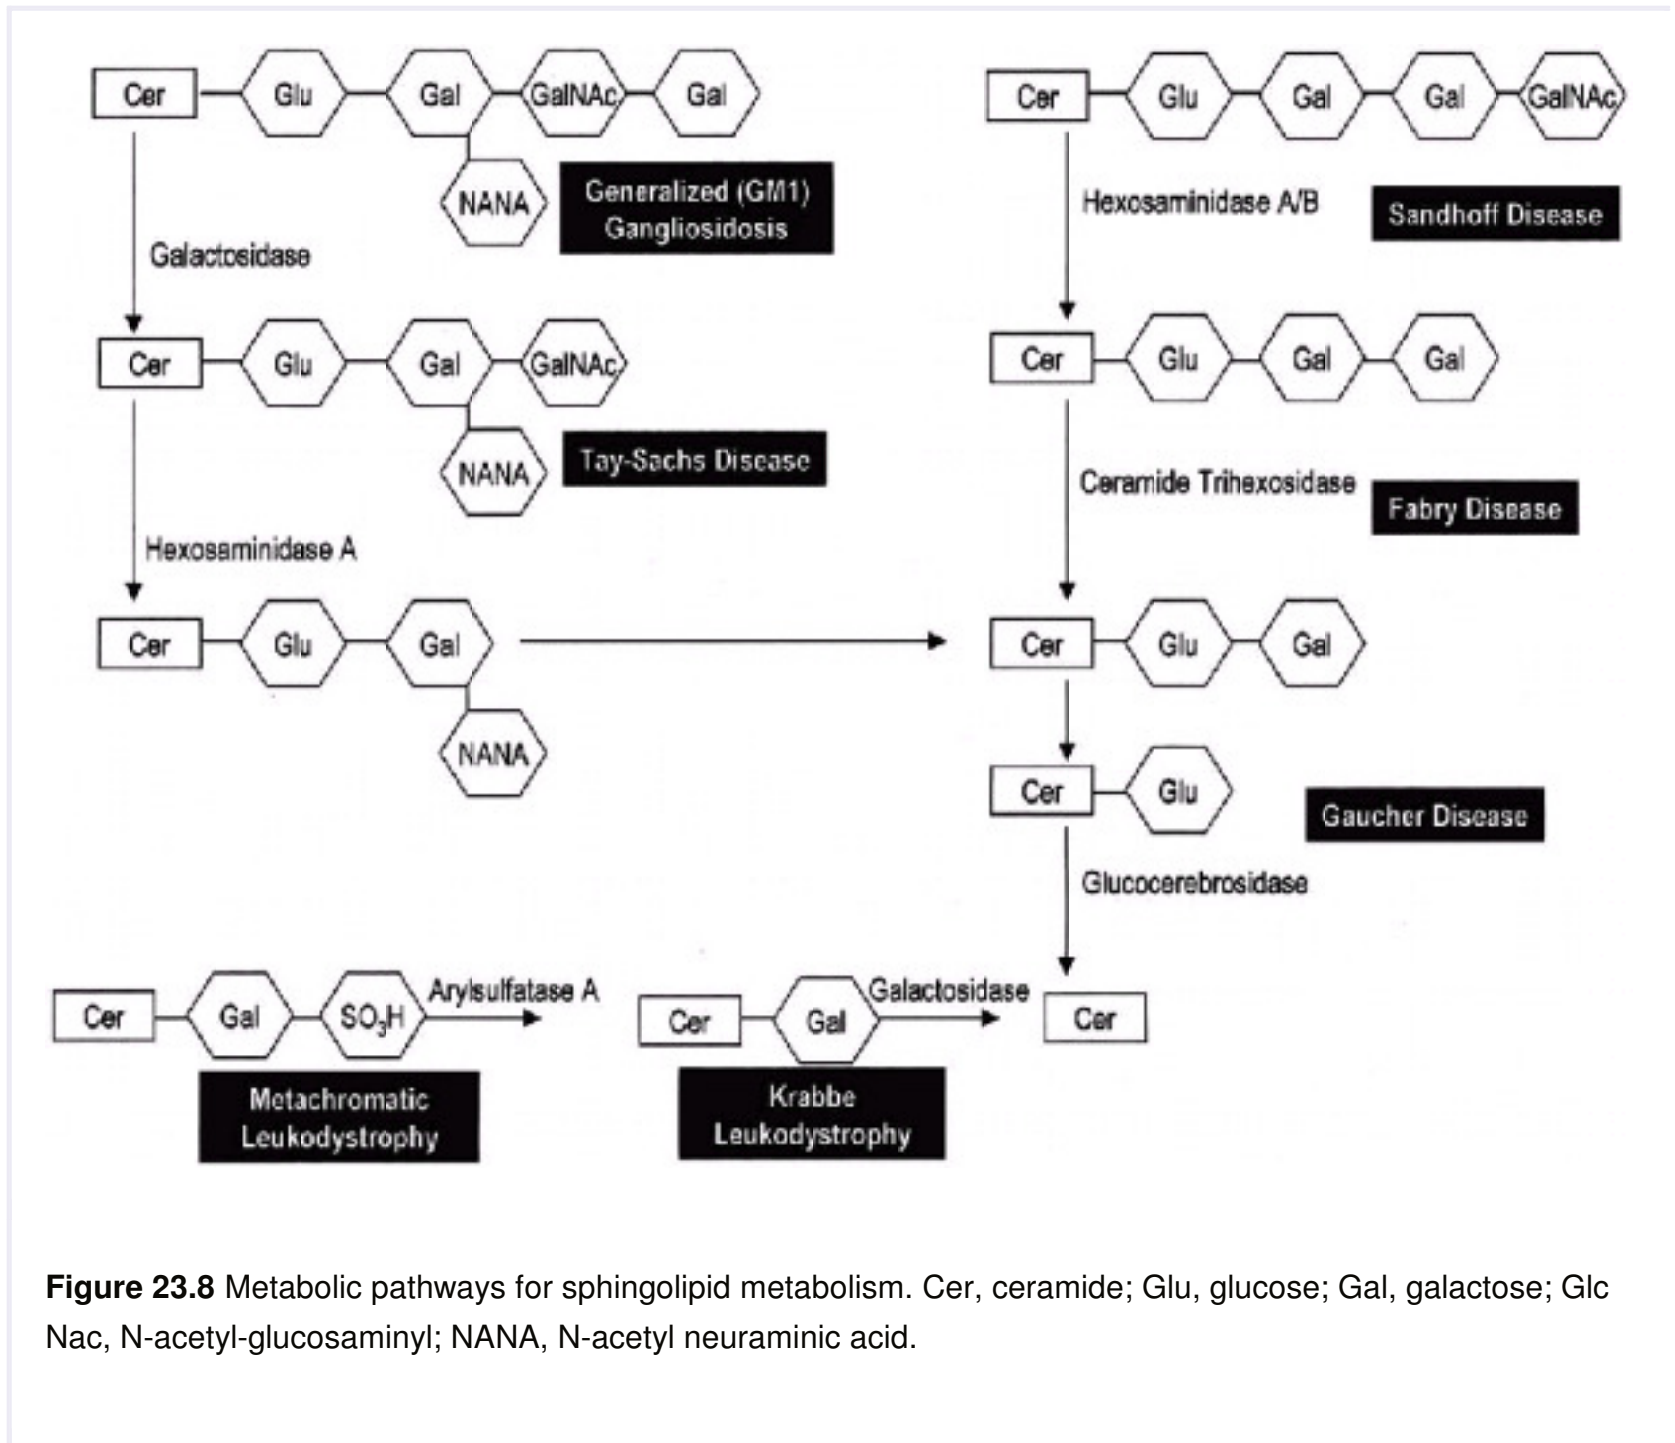 Cer Glu Gal GalNAc Gal
NANA
Generalized (GM1)
Gangliosidosis
Galactosidase
Cer Glu Gal GalNAc
NANA
Tay-Sachs Disease
Hexosaminidase A
Cer Glu Gal
NANA
Cer Glu Gal Gal GalNAc
Hexosaminidase A/B
Sandhoff Disease
Cer Glu Gal Gal
Ceramide Trihexosidase
Fabry Disease
Cer Glu Gal
Cer Glu
Gaucher Disease
Glucocerebrosidase
Cer Gal SO3H
Arylsulfatase A
Metachromatic
Leukodystrophy
Cer Gal
Galactosidase
Cer
Krabbe
Leukodystrophy
Figure 23.8 Metabolic pathways for sphingolipid metabolism. Cer, ceramide; Glu, glucose; Gal, galactose; Glc
Nac, N-acetyl-glucosaminyl; NANA, N-acetyl neuraminic acid.